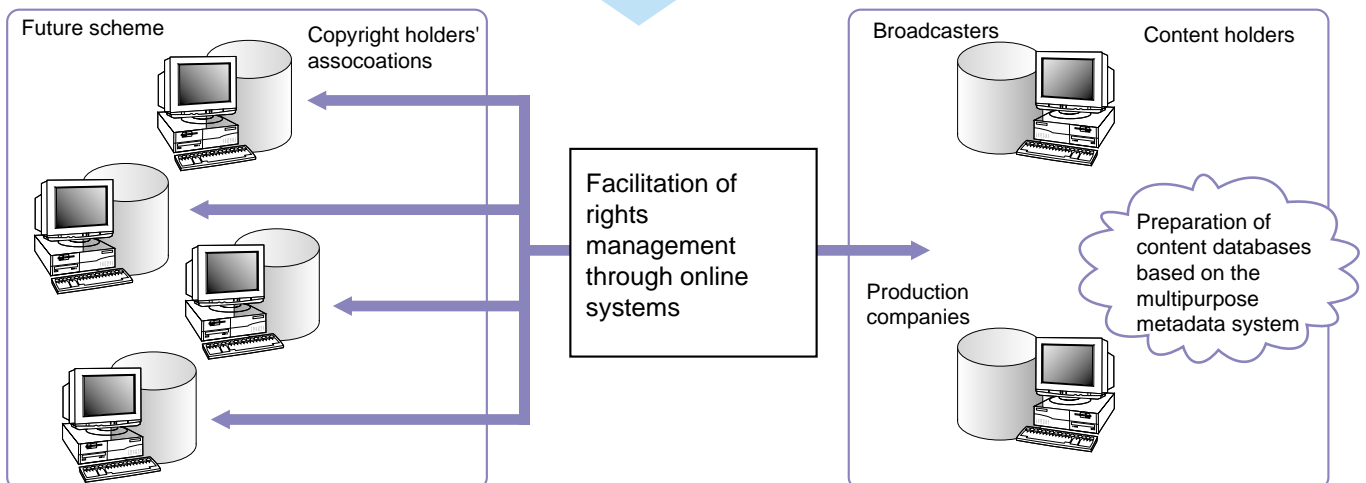 Future scheme
Copyright holders'
assocoations
Facilitation of
rights
management
through online
systems
Broadcasters
Content holders
Preparation of
content databases
based on the
multipurpose
metadata system
Production
companies